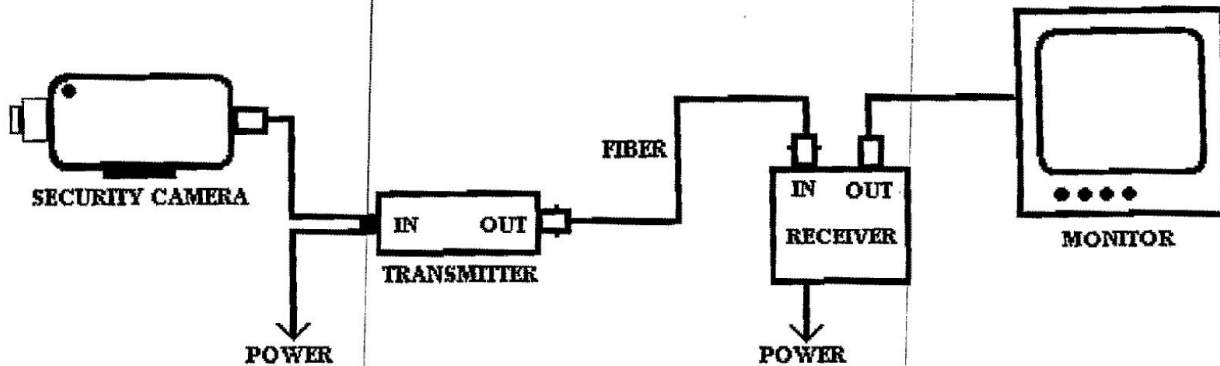 SECURITY CAMERA
FIBER
IN OUT
TRANSMITTER
POWER
IN OUT
RECEIVER
POWER
MONITOR